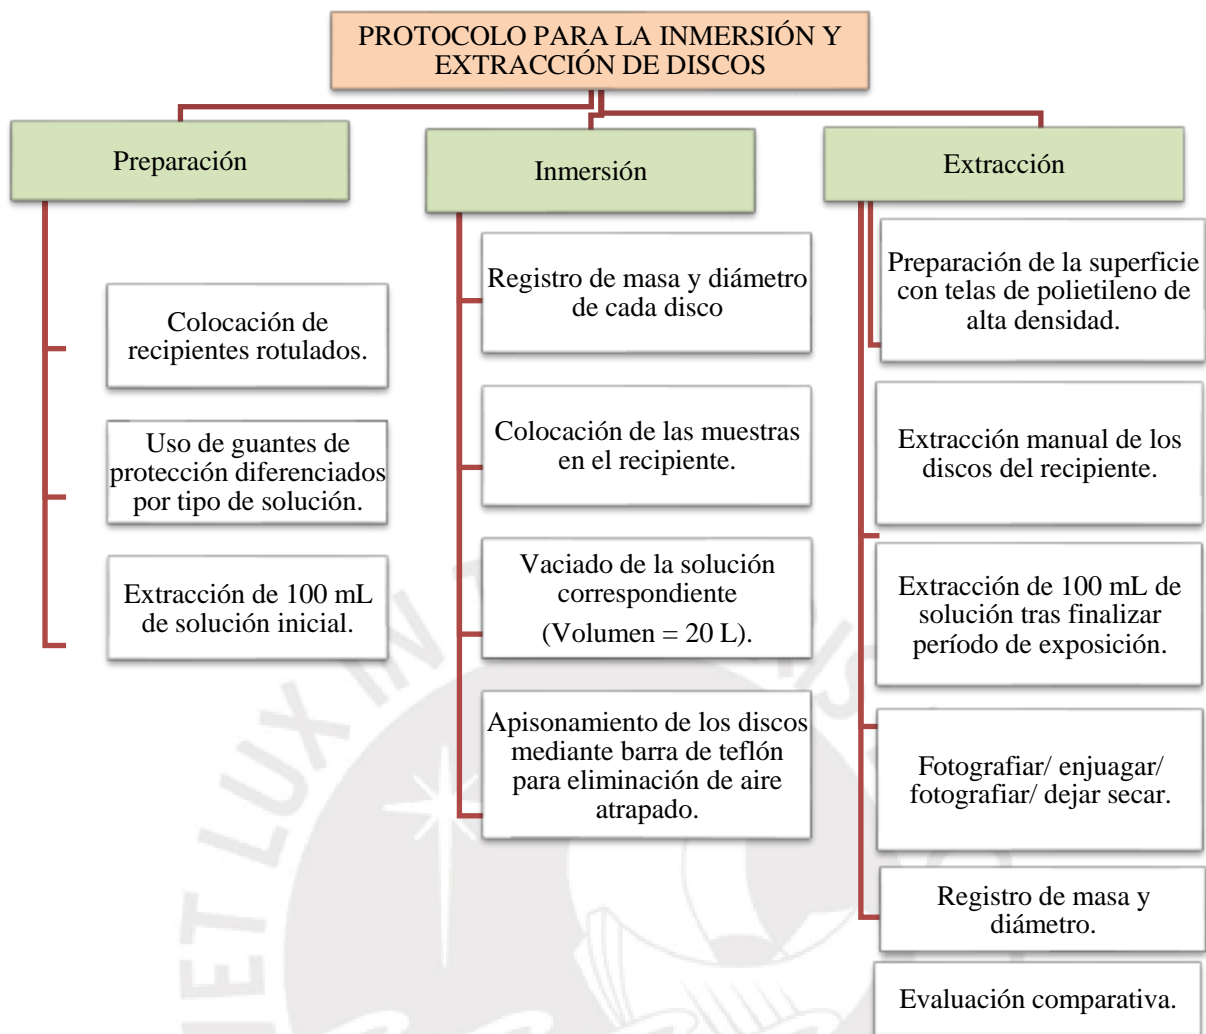 PROTOCOLO PARA LA INMERSIÓN Y
EXTRACCIÓN DE DISCOS
Preparación
Colocación de
recipientes rotulados.
Uso de guantes de
protección diferenciados
por tipo de solución.
Extracción de 100 mL
de solución inicial.
Inmersión
Registro de masa y diámetro
de cada disco
Colocación de las muestras
en el recipiente.
Vaciado de la solución
correspondiente
(Volumen = 20 L).
Apisonamiento de los discos
mediante barra de teflón
para eliminación de aire
atrapado.
Extracción
Preparación de la superficie
con telas de polietileno de
alta densidad.
Extracción manual de los
discos del recipiente.
Extracción de 100 mL de
solución tras finalizar
período de exposición.
Fotografiar/ enjuagar/
fotografiar/ dejar secar.
Registro de masa y
diámetro.
Evaluación comparativa.
ET LUX IN